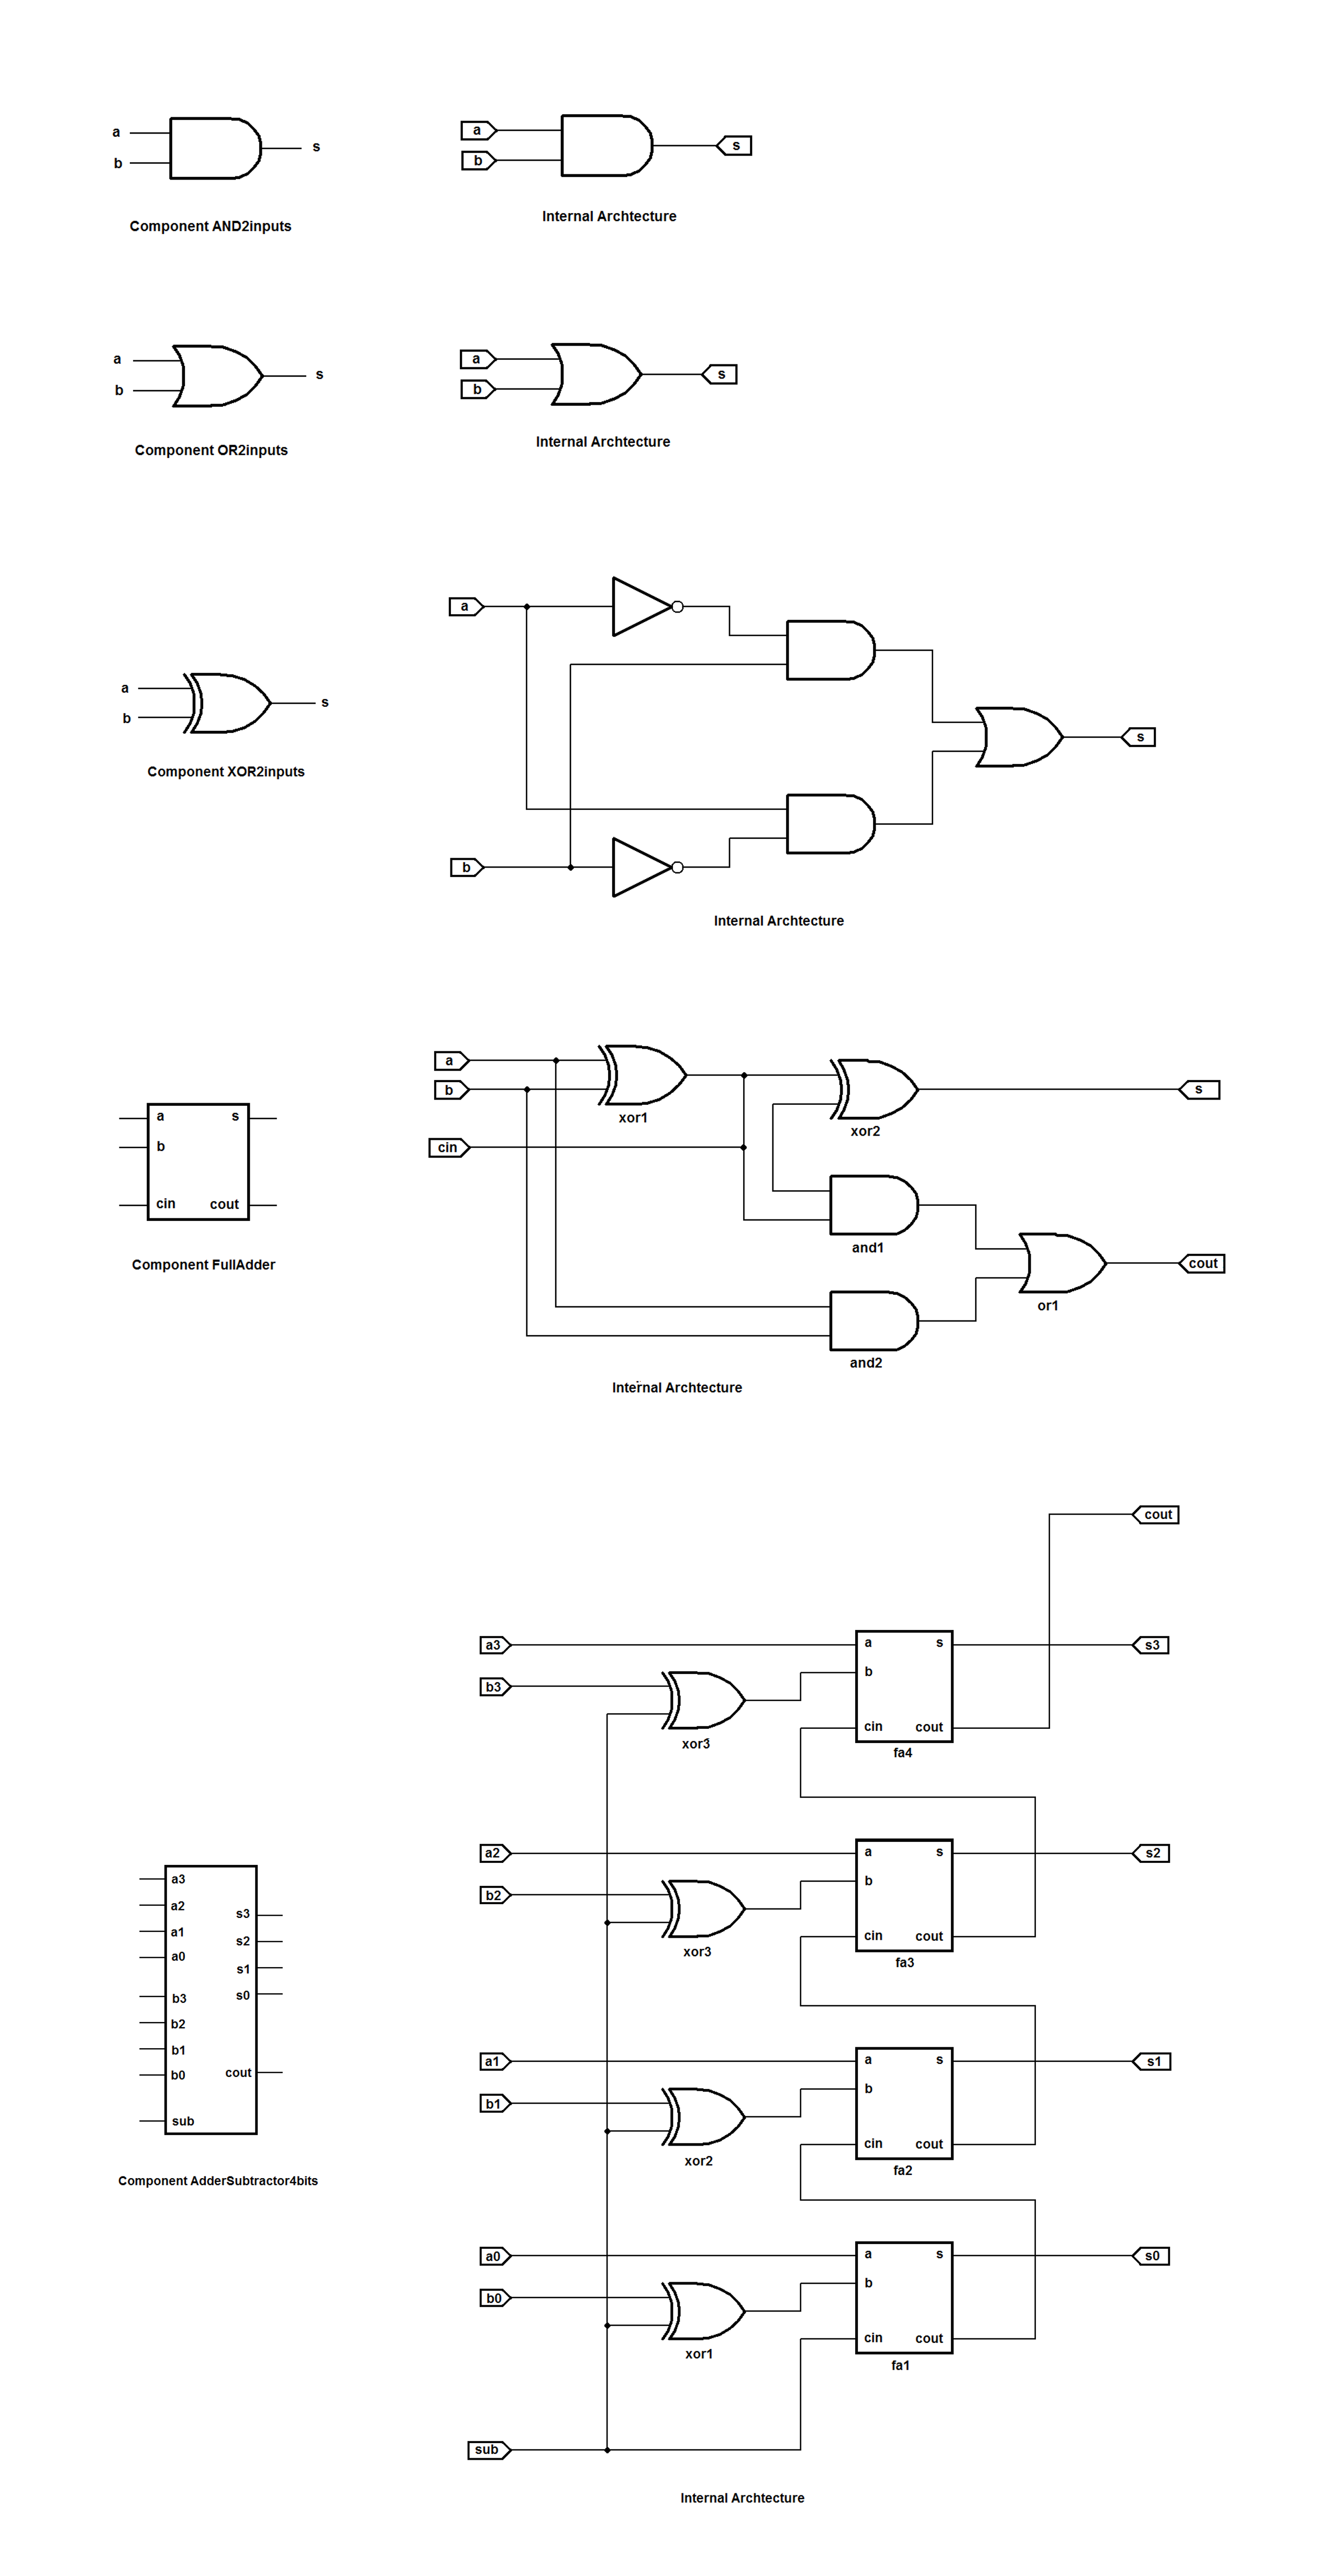 a
b
s
Component AND2inputs
a
b
s
Internal Archtecture
a
b
s
Component OR2inputs
a
b
s
Internal Archtecture
a
b
s
Component XOR2inputs
a
b
s
Internal Archtecture
a
s
b
cin
cout
Component FullAdder
a
b
cin
xor1
xor2
s
and1
cout
or1
and2
Internal Archtecture
a3
a2
a1
a0
b3
b2
b1
b0
sub
s3
s2
s1
s0
cout
Component AdderSubtractor4bits
cout
a3
a
s
s3
b3
b
cin
cout
xor3
fa4
a2
a
s
s2
b2
b
cin
cout
xor3
fa3
a1
a
s
s1
b1
b
cin
cout
xor2
fa2
a0
a
s
s0
b0
b
cin
cout
xor1
fa1
sub
Internal Archtecture